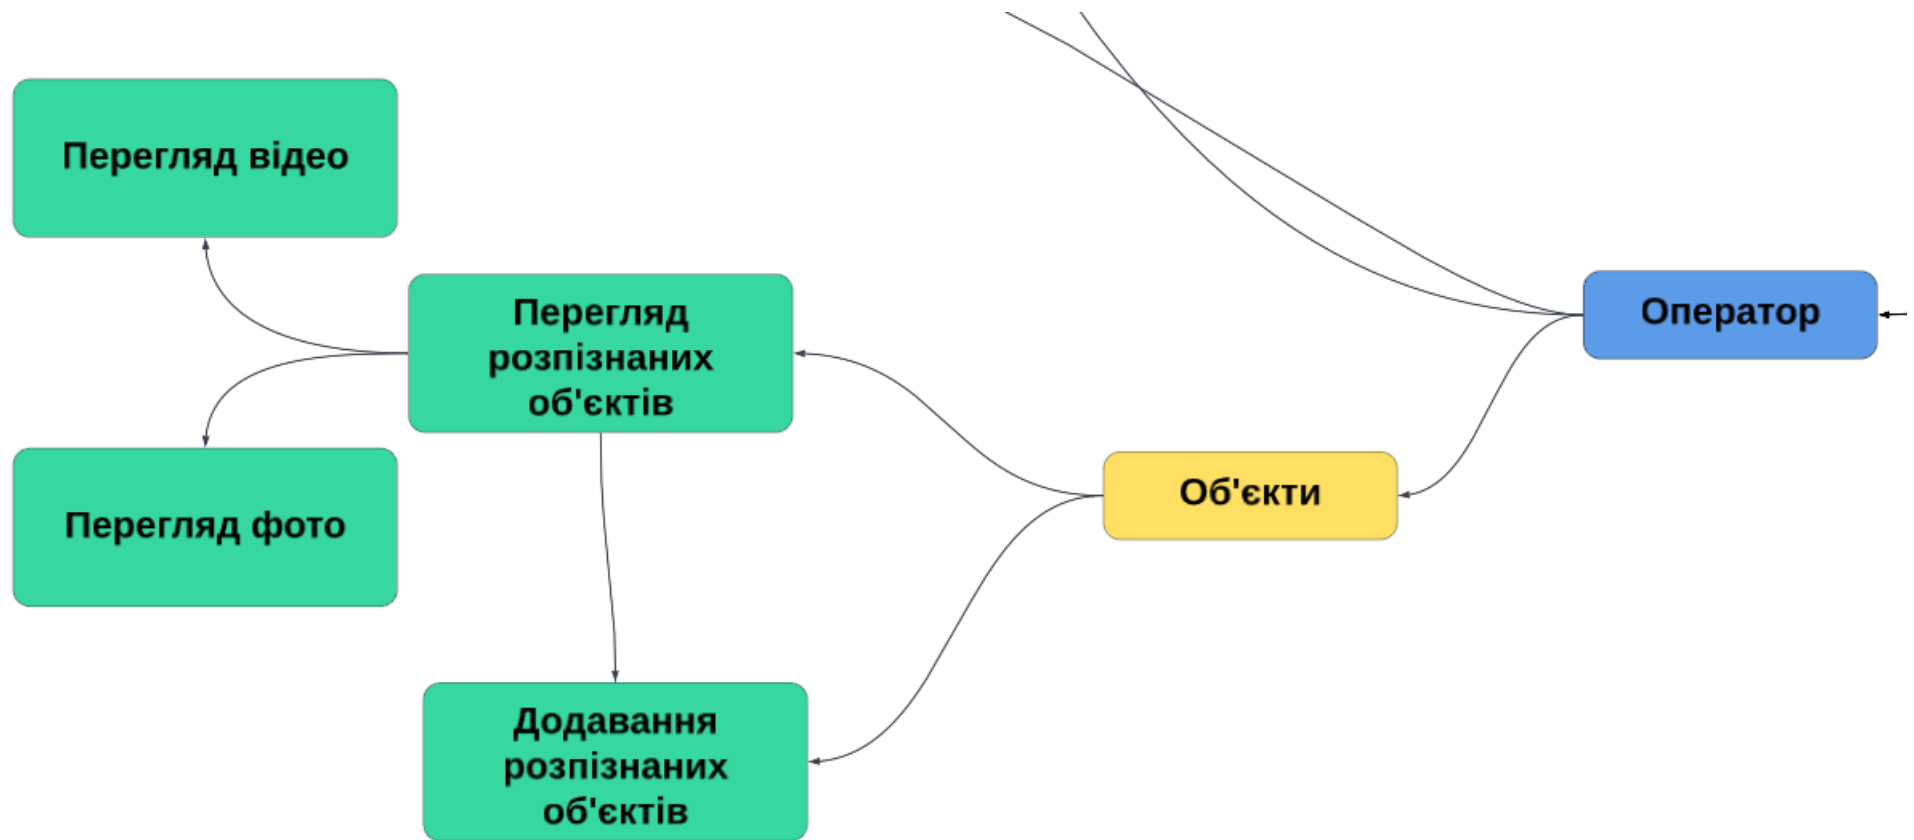 Перегляд відео
Перегляд
розпізнаних
об'єктів
Оператор
Перегляд фото
Об'єкти
Додавання
розпізнаних
об'єктів